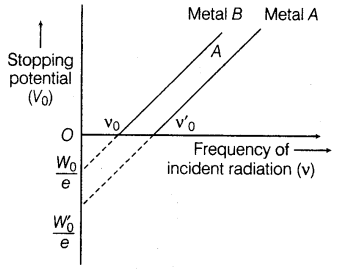 Metal B
Metal A
Stopping
potential
(V₀)
A
ν₀
ν'₀
O
Frequency of
incident radiation (ν)
W₀
e
W'₀
e